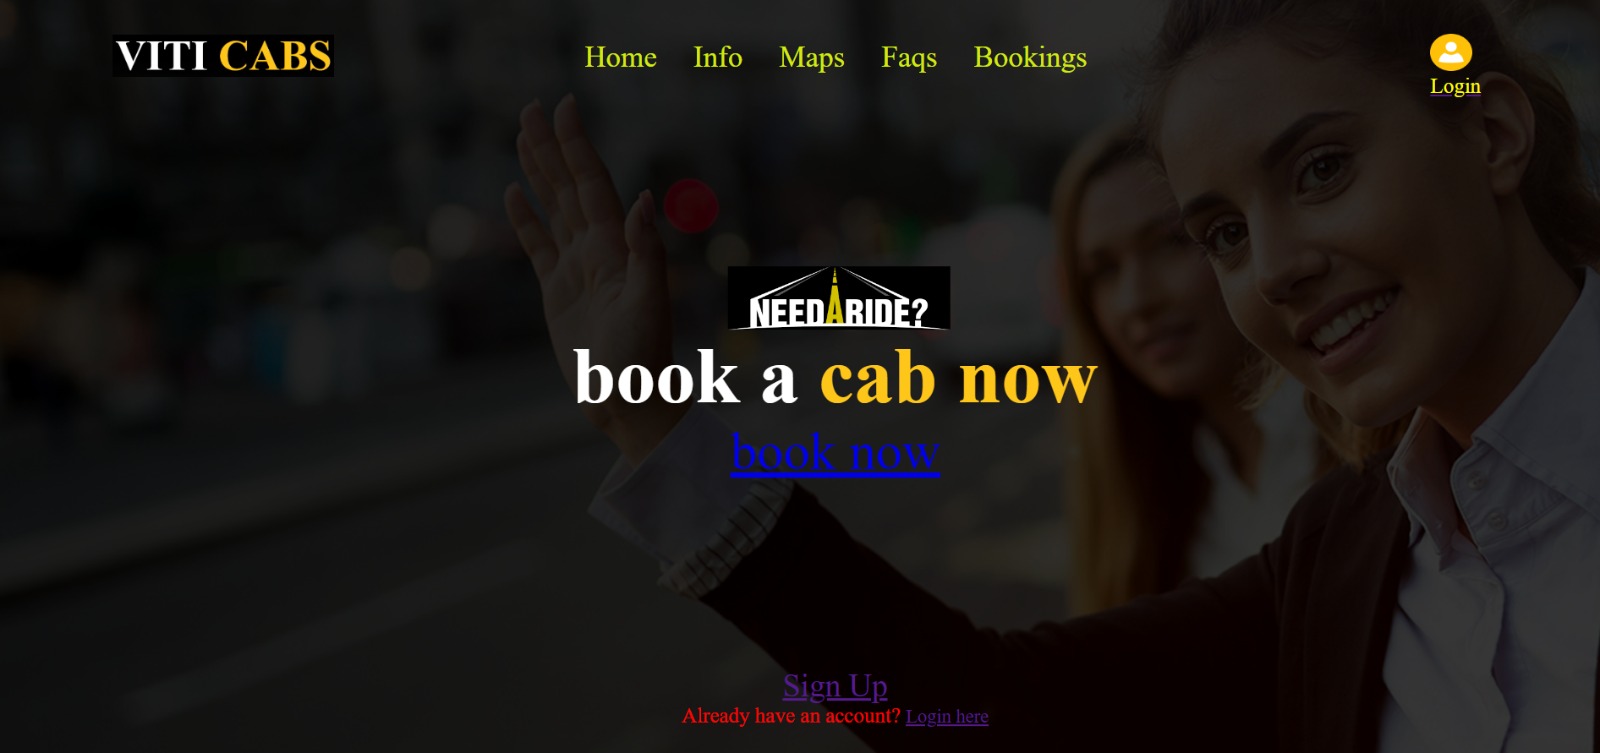 VITI CABS
Home Info Maps Faqs Bookings
Login
NEED A RIDE?
book a cab now
book now
Sign Up
Already have an account? Login here